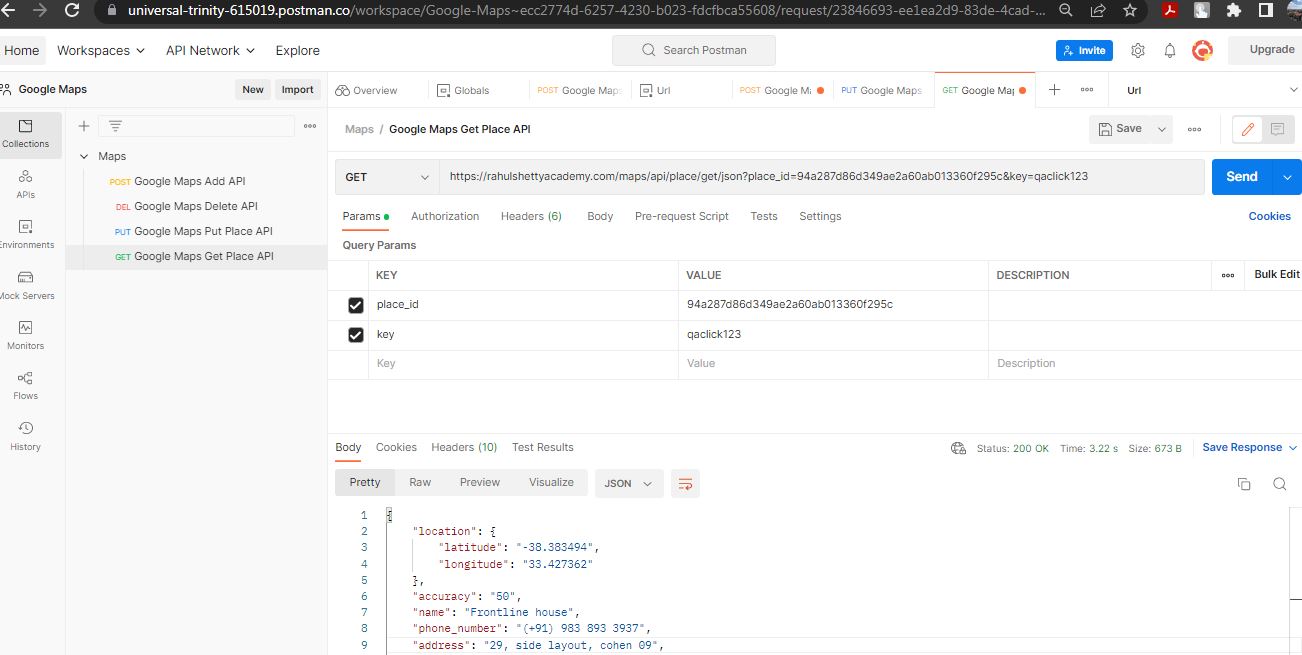 universal-trinity-615019.postman.co/workspace/Google-Maps~ecc2774d-6257-4230-b023-fdcfbca55608/request/23846693-ee1ea2d9-83de-4cad-...
Home Workspaces API Network Explore Search Postman Invite Upgrade
Google Maps New Import Overview Globals POST Google Maps Url POST Google Ma PUT Google Maps GET Google Map Url
Collections
APIs
Environments
Mock Servers
Monitors
Flows
History
Maps
POST Google Maps Add API
DEL Google Maps Delete API
PUT Google Maps Put Place API
GET Google Maps Get Place API
Maps / Google Maps Get Place API Save
GET https://rahulshettyacademy.com/maps/api/place/get/json?place_id=94a287d86d349ae2a60ab013360f295c&key=qaclick123 Send
Params Authorization Headers (6) Body Pre-request Script Tests Settings Cookies
Query Params
KEY VALUE DESCRIPTION Bulk Edit
place_id 94a287d86d349ae2a60ab013360f295c
key qaclick123
Key Value Description
Body Cookies Headers (10) Test Results Status: 200 OK Time: 3.22 s Size: 673 B Save Response
Pretty Raw Preview Visualize JSON
1 {
2 "location": {
3 "latitude": "-38.383494",
4 "longitude": "33.427362"
5 },
6 "accuracy": "50",
7 "name": "Frontline house",
8 "phone_number": "(+91) 983 893 3937",
9 "address": "29, side layout, cohen 09",